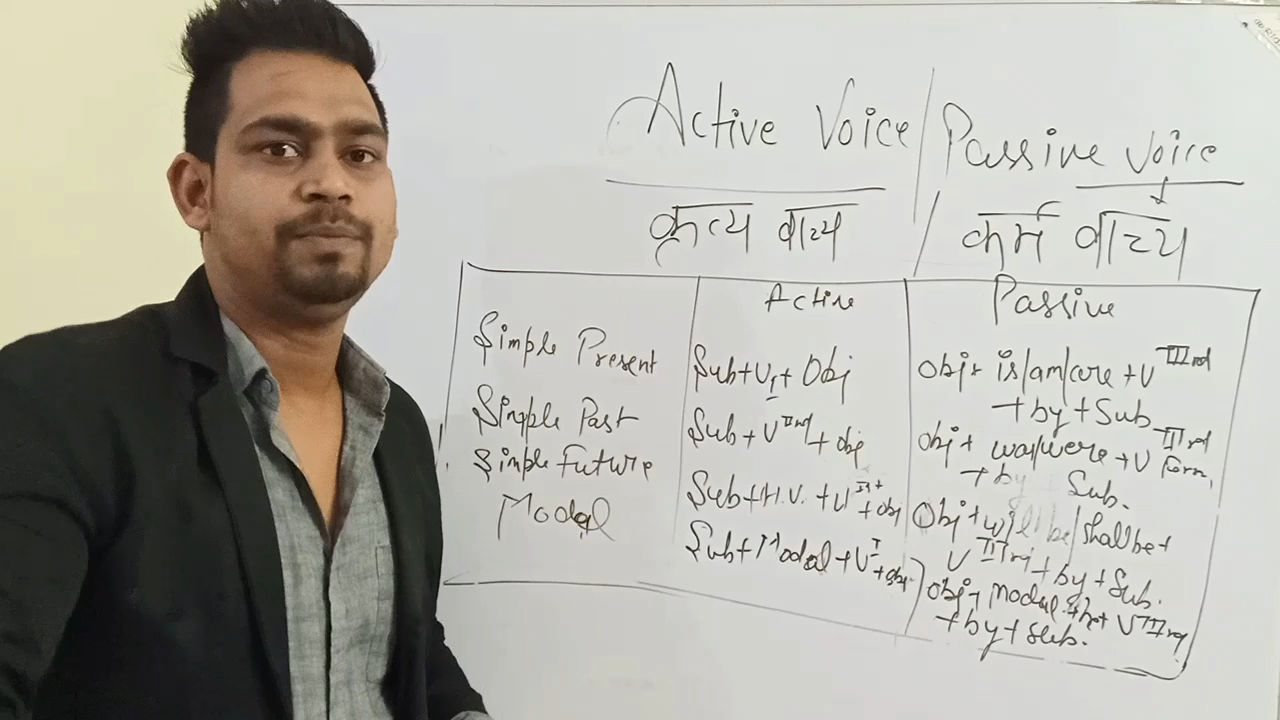 Active Voice / Passive Voice
कृत्य वाच्य / कर्म वाच्य
Active
Passive
Simple Present
Sub + V1 + Obj
Obj + is/am/are + V IIIrd
+ by + Sub
Simple Past
Sub + V IInd + obj
Obj + was/were + V IIIrd form
+ by Sub.
Simple Future
Sub + H.V. + V Ist + obj
Obj + will be / Shall be +
V IIIrd + by + Sub.
Modal
Sub + Modal + V I + obj
obj + modal + be + V IIIrd
+ by + sub.